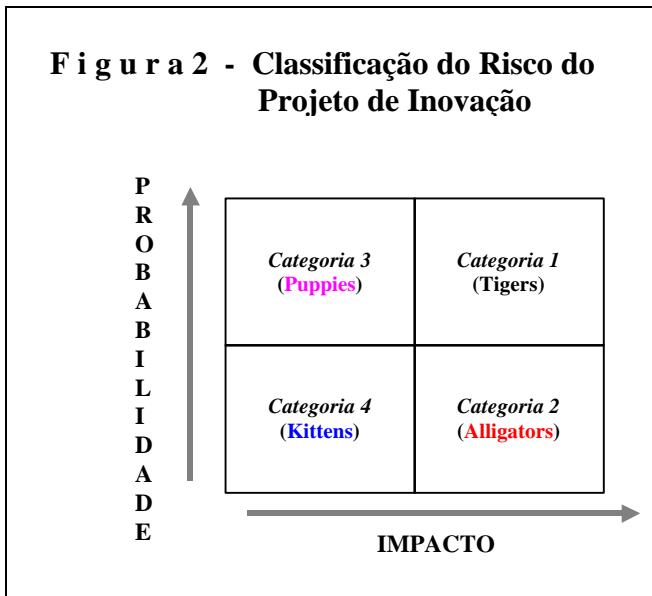 F i g u r a 2 - Classificação do Risco do
Projeto de Inovação
P
R
O
B
A
B
I
L
I
D
A
D
E
Categoria 3
(Puppies)
Categoria 1
(Tigers)
Categoria 4
(Kittens)
Categoria 2
(Alligators)
IMPACTO